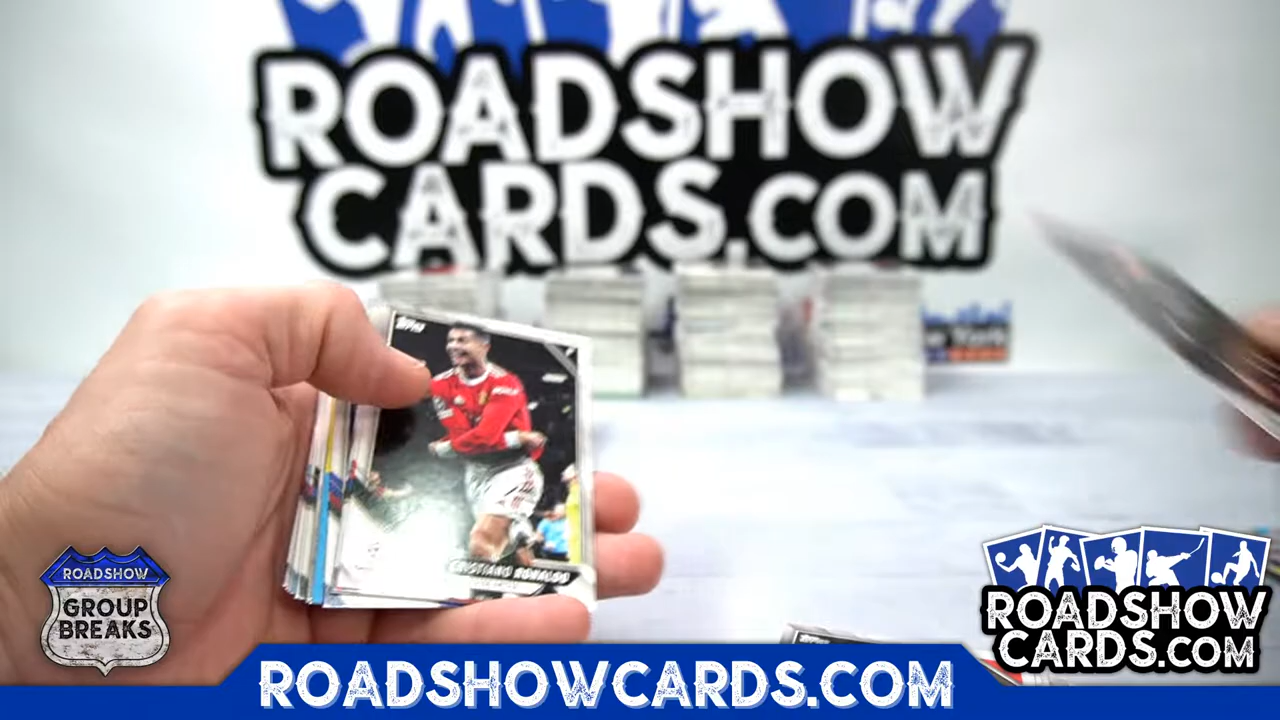 ROADSHOW
CARDS.COM
TOPPS
CRISTIANO RONALDO
ROADSHOW
GROUP
BREAKS
ROADSHOW
CARDS.COM
ROADSHOWCARDS.COM